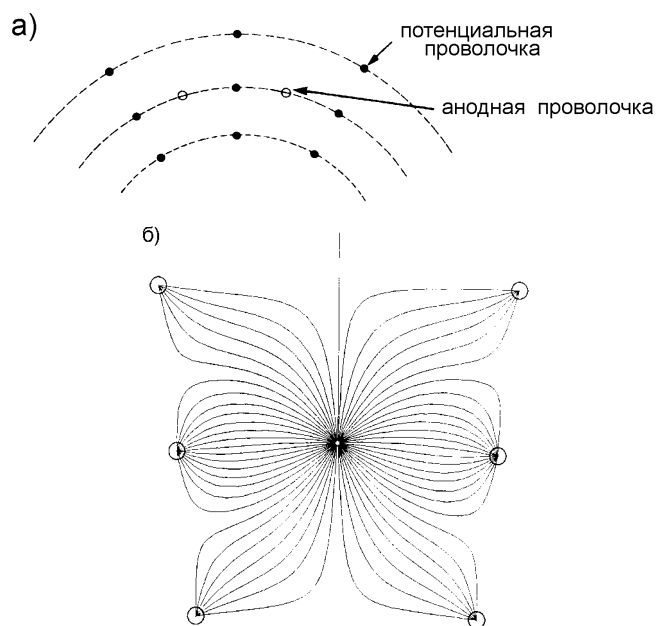 а)
потенциальная
проволочка
анодная проволочка
б)